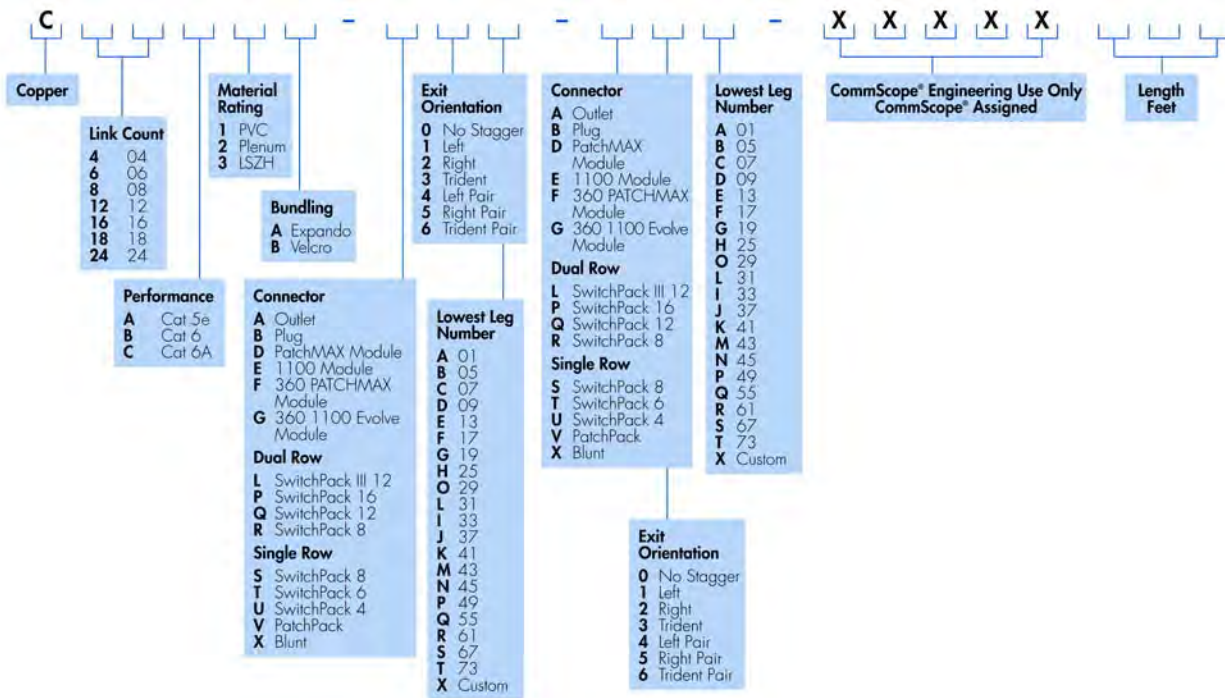 C – – – X X X X X
Copper
Link Count
4 04
6 06
8 08
12 12
16 16
18 18
24 24
Performance
A Cat 5e
B Cat 6
C Cat 6A
Material
Rating
1 PVC
2 Plenum
3 LSZH
Bundling
A Expando
B Velcro
Connector
A Outlet
B Plug
D PatchMAX Module
E 1100 Module
F 360 PATCHMAX
Module
G 360 1100 Evolve
Module
Dual Row
L SwitchPack III 12
P SwitchPack 16
Q SwitchPack 12
R SwitchPack 8
Single Row
S SwitchPack 8
T SwitchPack 6
U SwitchPack 4
V PatchPack
X Blunt
Exit
Orientation
0 No Stagger
1 Left
2 Right
3 Trident
4 Left Pair
5 Right Pair
6 Trident Pair
Lowest Leg
Number
A 01
B 05
C 07
D 09
E 13
F 17
G 19
H 25
O 29
L 31
I 33
J 37
K 41
M 43
N 45
P 49
Q 55
R 61
S 67
T 73
X Custom
Connector
A Outlet
B Plug
D PatchMAX
Module
E 1100 Module
F 360 PATCHMAX
Module
G 360 1100 Evolve
Module
Dual Row
L SwitchPack III 12
P SwitchPack 16
Q SwitchPack 12
R SwitchPack 8
Single Row
S SwitchPack 8
T SwitchPack 6
U SwitchPack 4
V PatchPack
X Blunt
Exit
Orientation
0 No Stagger
1 Left
2 Right
3 Trident
4 Left Pair
5 Right Pair
6 Trident Pair
Lowest Leg
Number
A 01
B 05
C 07
D 09
E 13
F 17
G 19
H 25
O 29
L 31
I 33
J 37
K 41
M 43
N 45
P 49
Q 55
R 61
S 67
T 73
X Custom
CommScope® Engineering Use Only
CommScope® Assigned
Length
Feet